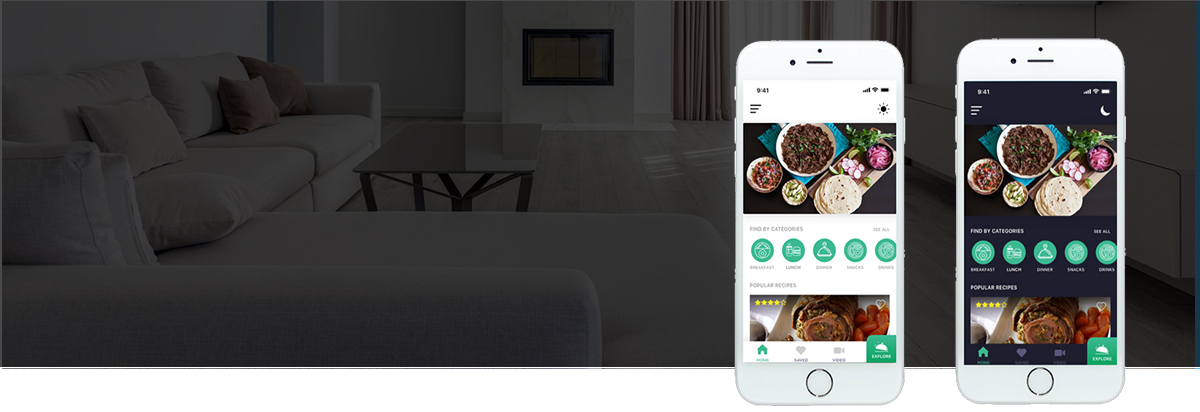 9:41
FIND BY CATEGORIES SEE ALL
BREAKFAST LUNCH DINNER SNACKS DRINKS
POPULAR RECIPES
HOME SAVED VIDEO EXPLORE
9:41
FIND BY CATEGORIES SEE ALL
BREAKFAST LUNCH DINNER SNACKS DRINKS
POPULAR RECIPES
HOME SAVED VIDEO EXPLORE